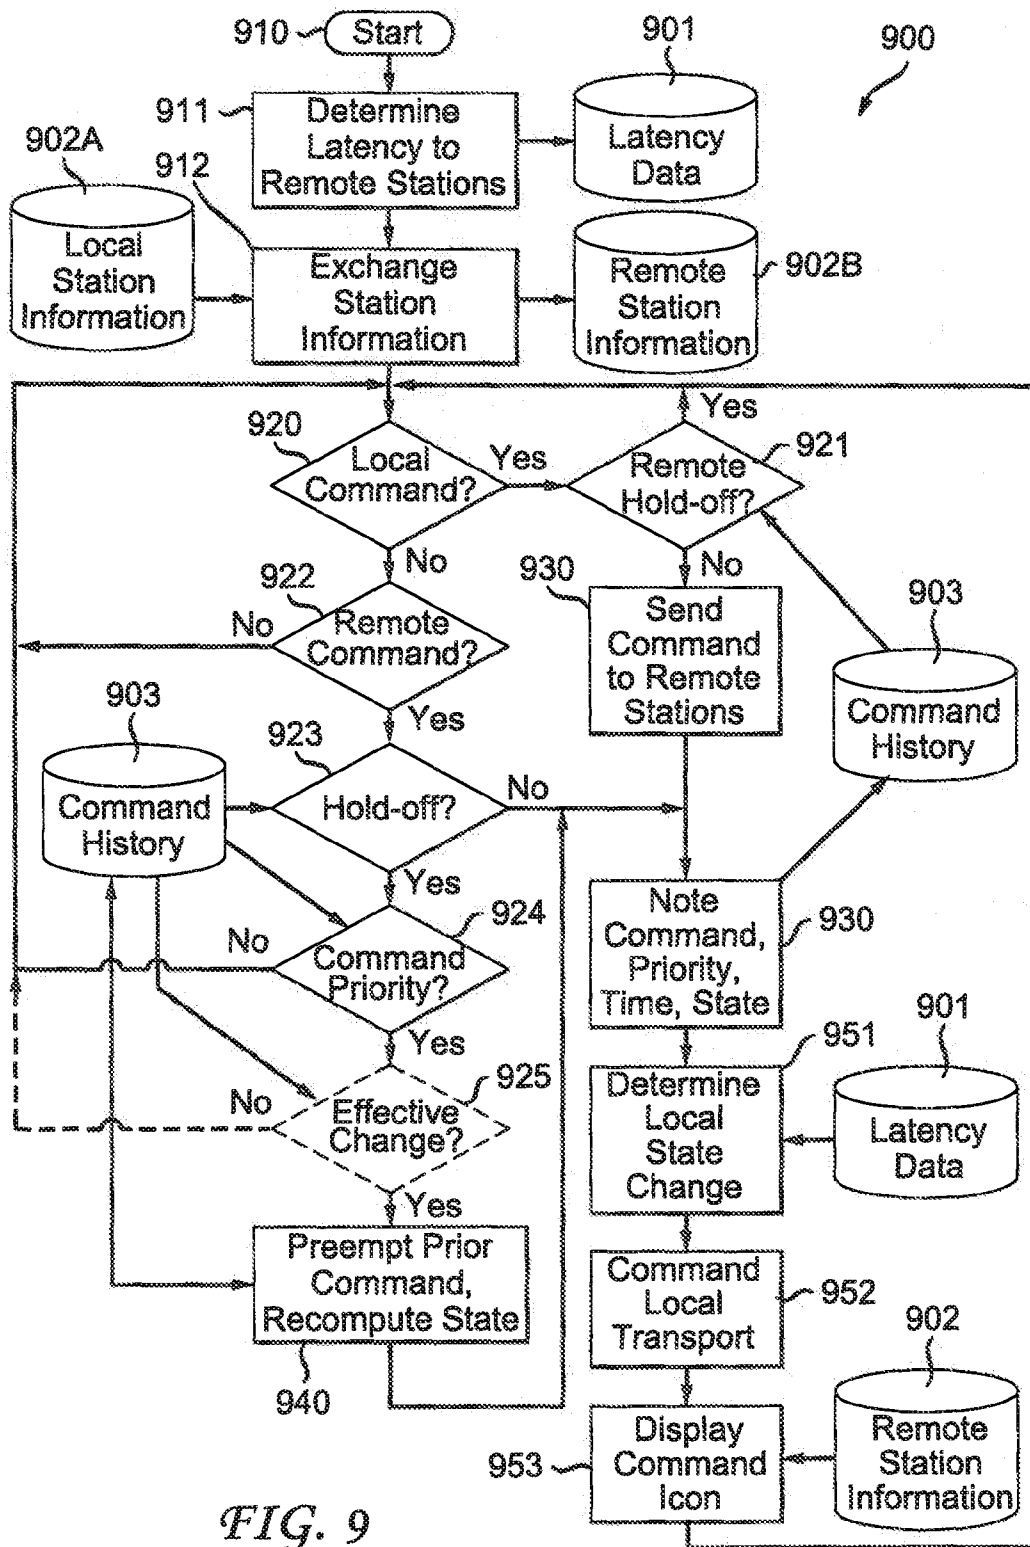 910
Start
901
900
911
Determine
Latency to
Remote Stations
Latency
Data
902A
912
Local
Station
Information
Exchange
Station
Information
Remote
Station
Information
902B
Yes
920
Local
Command?
Yes
Remote
Hold-off?
921
No
No
922
930
No
Remote
Command?
Send
Command
to Remote
Stations
903
Command
History
903
Yes
923
Command
History
Hold-off?
No
Yes
924
No
Command
Priority?
Note
Command,
Priority,
Time, State
930
Yes
925
951
901
No
Effective
Change?
Determine
Local
State
Change
Latency
Data
Yes
Preempt Prior
Command,
Recompute State
Command
Local
Transport
952
902
940
953
Display
Command
Icon
Remote
Station
Information
FIG. 9